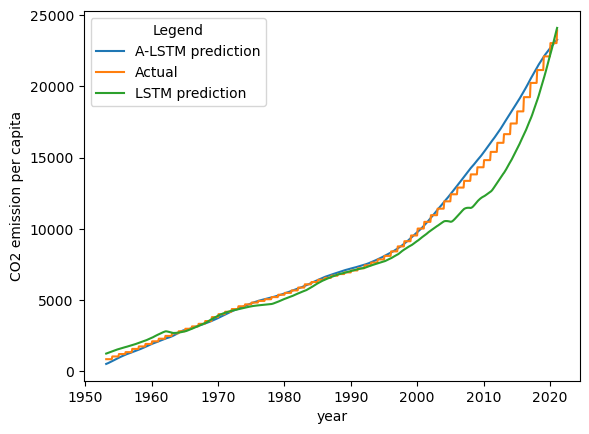 25000
20000
15000
10000
5000
0
CO2 emission per capita
Legend
A-LSTM prediction
Actual
LSTM prediction
1950 1960 1970 1980 1990 2000 2010 2020
year